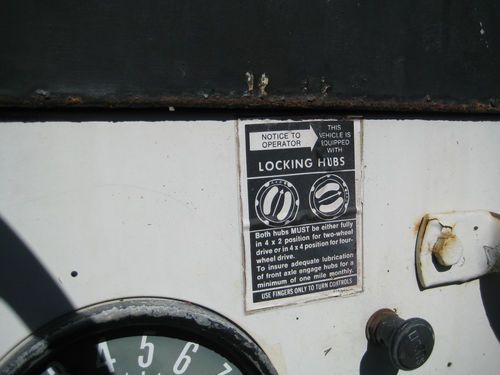 NOTICE TO OPERATOR
THIS VEHICLE IS EQUIPPED WITH
LOCKING HUBS
Both hubs MUST be either fully
in 4 x 2 position for two-wheel
drive or in 4 x 4 position for four-
wheel drive.
To insure adequate lubrication
of front axle engage hubs for a
minimum of one mile monthly.
USE FINGERS ONLY TO TURN CONTROLS
4 5 6 7